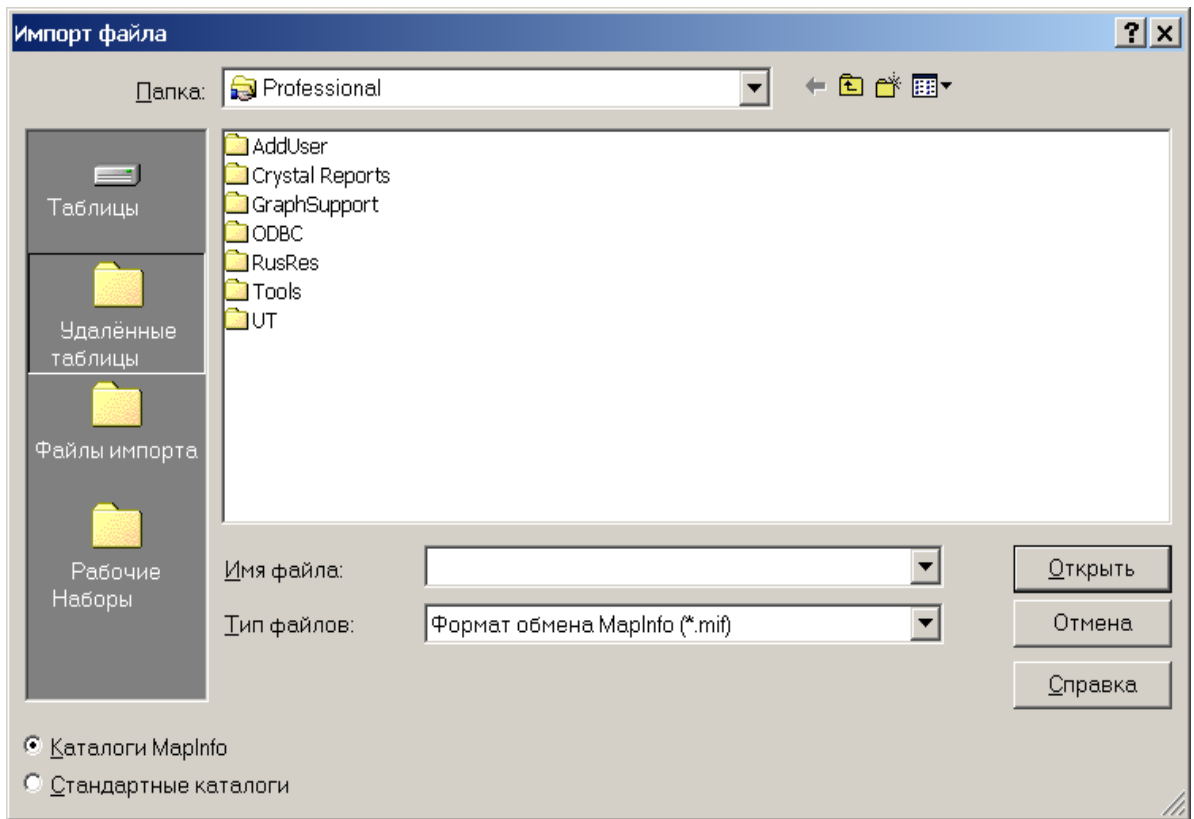 Импорт файла
Папка:
Professional
Таблицы
Удалённые
таблицы
Файлы импорта
Рабочие
Наборы
AddUser
Crystal Reports
GraphSupport
ODBC
RusRes
Tools
UT
Имя файла:
Открыть
Тип файлов:
Формат обмена MapInfo (*.mif)
Отмена
Справка
Каталоги MapInfo
Стандартные каталоги